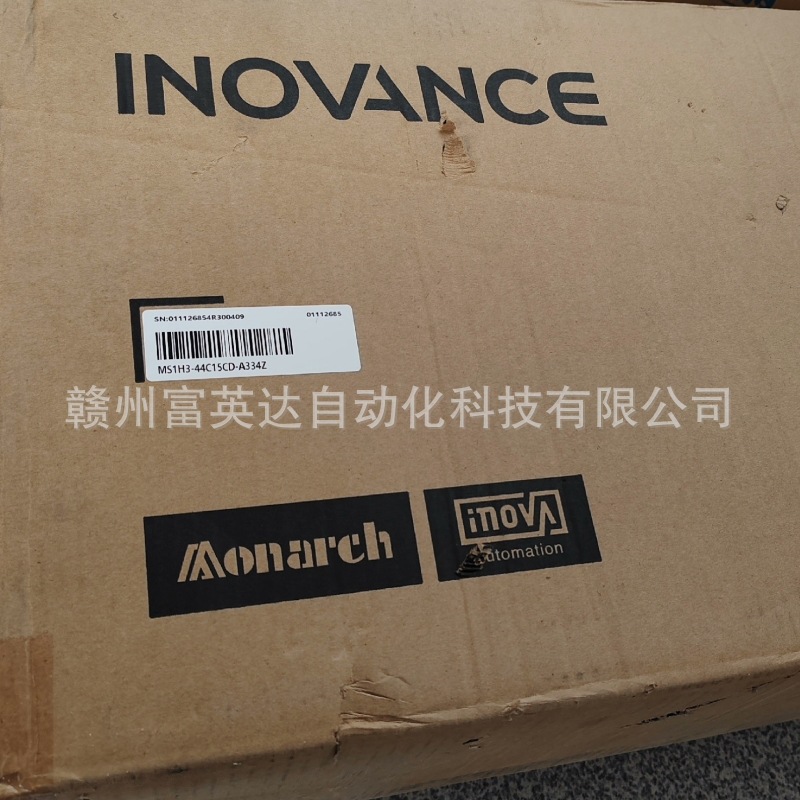 INOVANCE
SN:011126854R300409 01112685
MS1H3-44C15CD-A334Z
赣州富英达自动化科技有限公司
Monarch
inovA
Automation